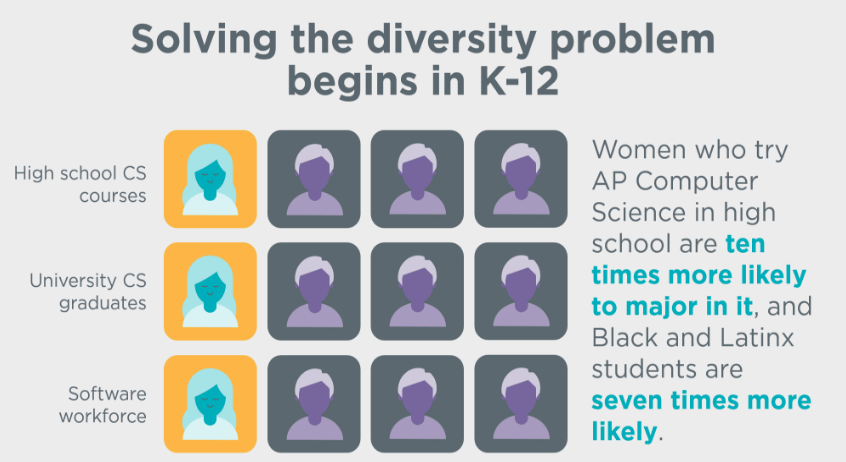 Solving the diversity problem
begins in K-12
High school CS
courses
University CS
graduates
Software
workforce
Women who try
AP Computer
Science in high
school are ten
times more likely
to major in it, and
Black and Latinx
students are
seven times more
likely.